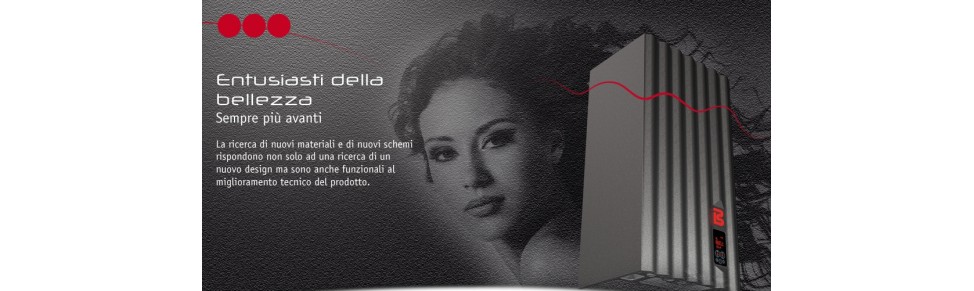 Entusiasti della
bellezza
Sempre più avanti
La ricerca di nuovi materiali e di nuovi schemi
rispondono non solo ad una ricerca di un
nuovo design ma sono anche funzionali al
miglioramento tecnico del prodotto.